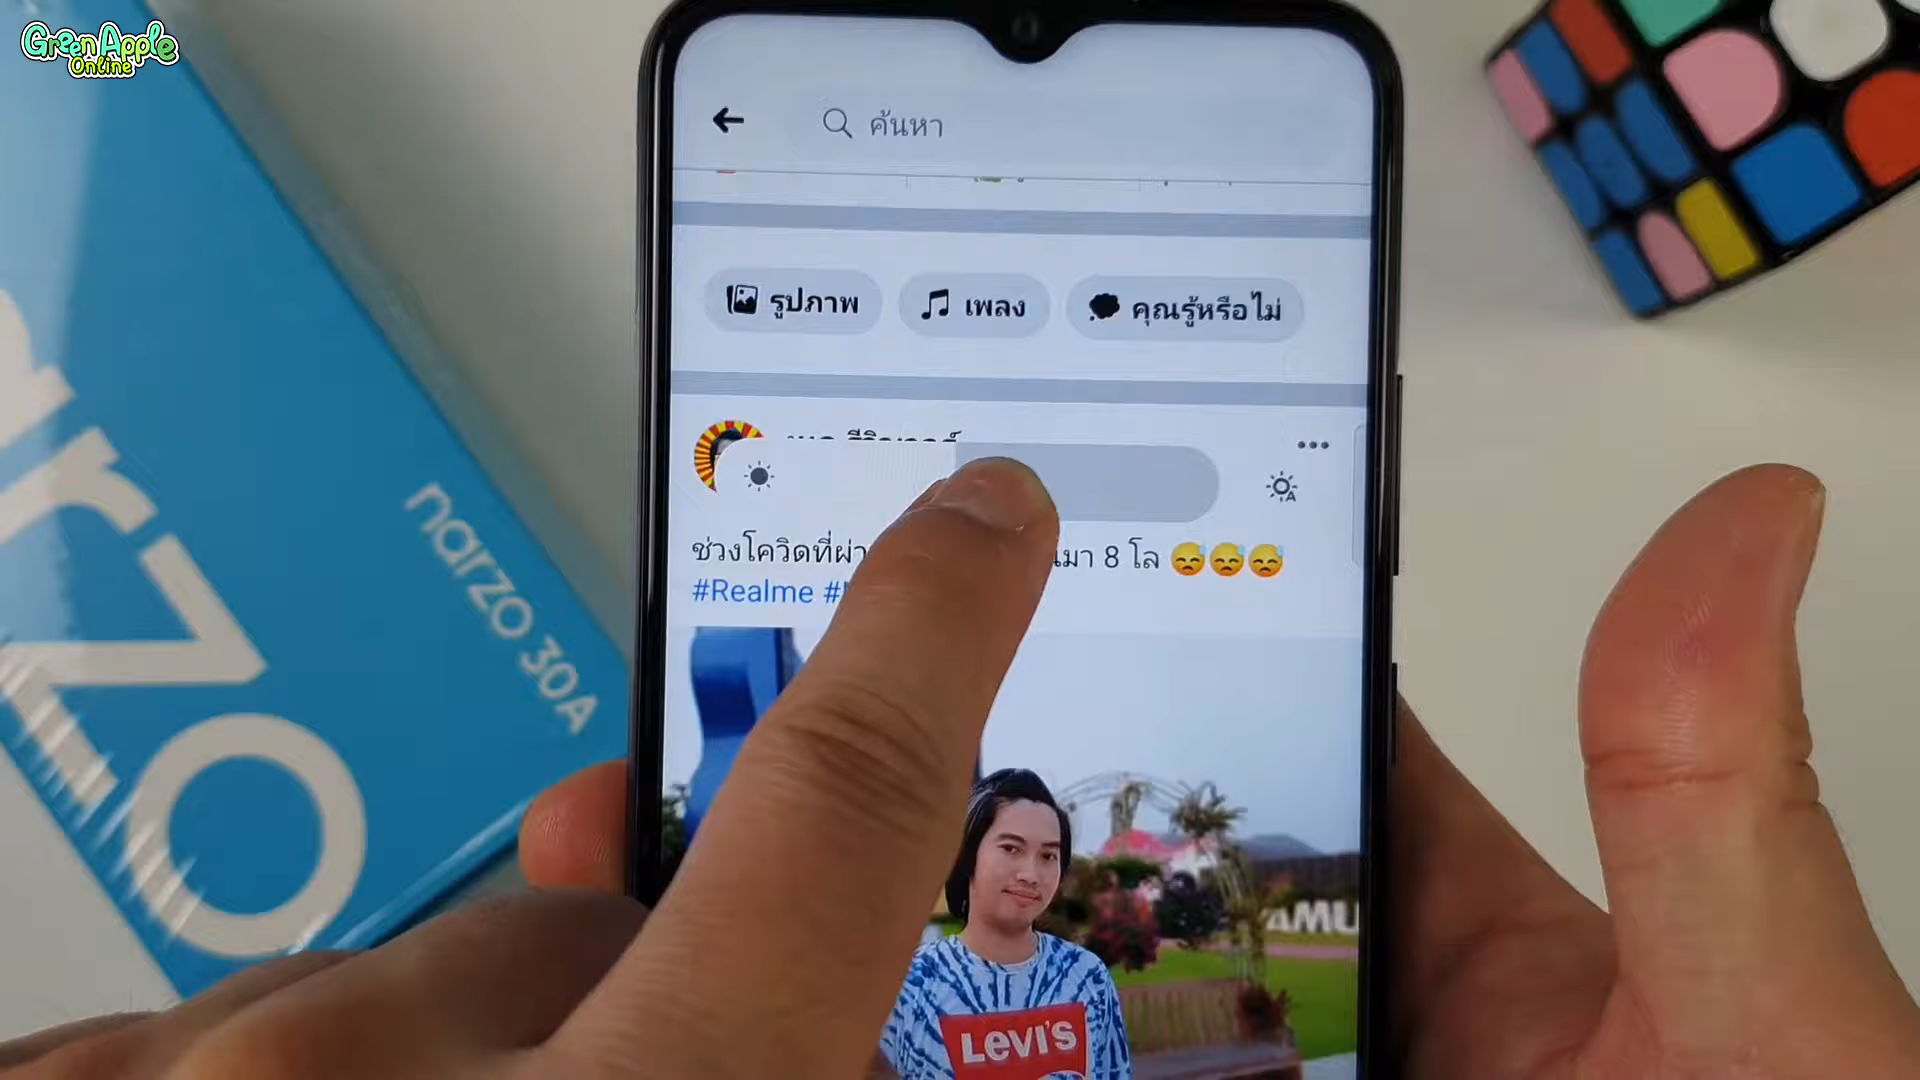 Green Apple
Online
ค้นหา
รูปภาพ
เพลง
คุณรู้หรือไม่
ช่วงโควิดที่ผ่า
มา 8 โล 😓😓😓
#Realme #
narzo 30A
AMU
LEVI'S